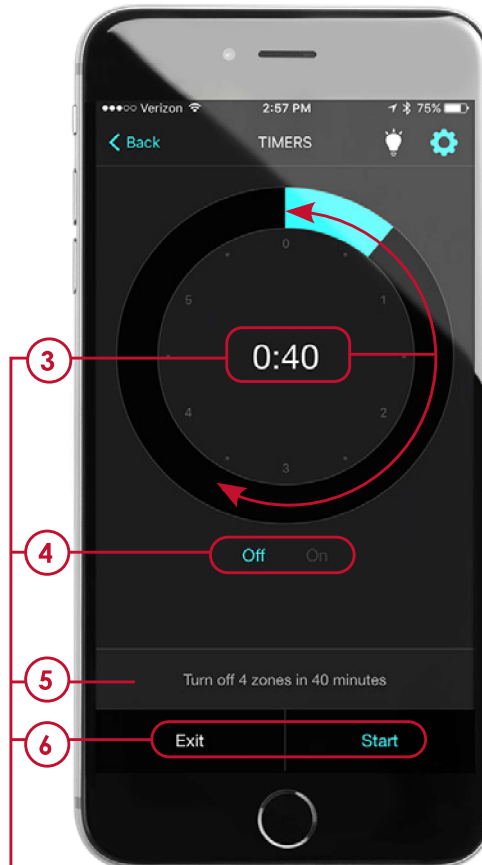 Verizon 2:57 PM 75%
Back TIMERS
0
5 1
3 0:40
4 2
3
4 Off On
5 Turn off 4 zones in 40 minutes
6 Exit Start